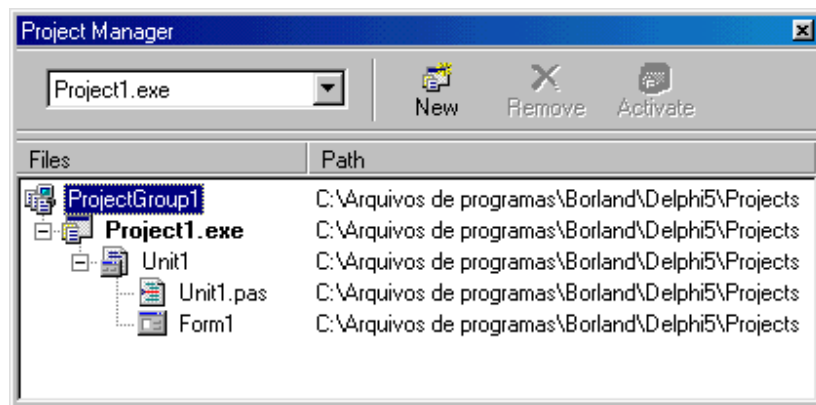 Project Manager
Project1.exe
New Remove Activate
Files Path
ProjectGroup1 C:\Arquivos de programas\Borland\Delphi5\Projects
Project1.exe C:\Arquivos de programas\Borland\Delphi5\Projects
Unit1 C:\Arquivos de programas\Borland\Delphi5\Projects
Unit1.pas C:\Arquivos de programas\Borland\Delphi5\Projects
Form1 C:\Arquivos de programas\Borland\Delphi5\Projects